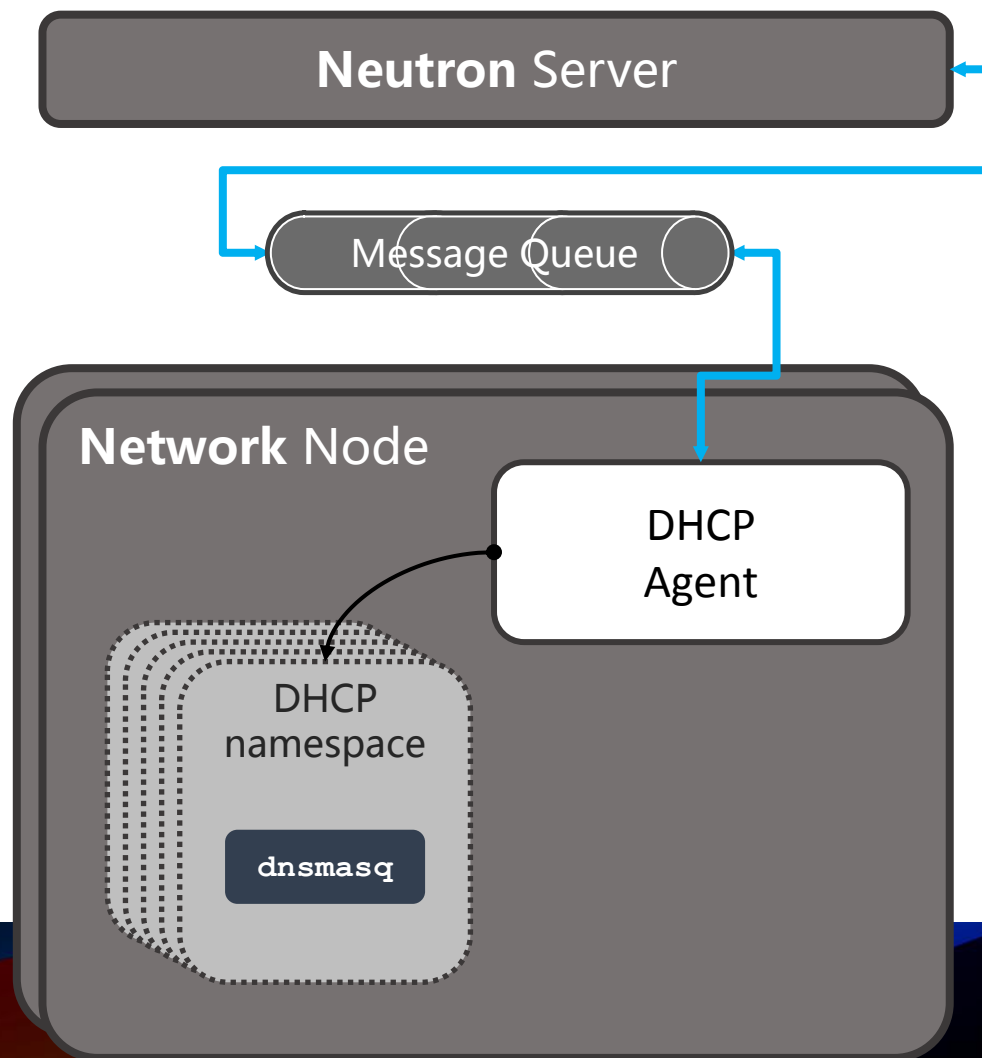 Neutron Server
Message Queue
Network Node
DHCP
Agent
DHCP
namespace
dnsmasq